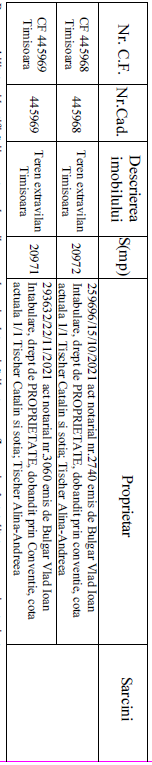 Nr. C.F.
Nr.Cad.
Descrierea
imobilului
S(mp)
Proprietar
Sarcini
CF 445968
Timisoara
445968
Teren extravilan
Timisoara
20972
259696/15/10/2021 act notarial nr.2740 emis de Bulgar Vlad Ioan
Intabulare, drept de PROPRIETATE, dobandit prin conventie, cota
actuala 1/1 Tischer Catalin si sotia; Tischer Alina-Andreea
CF 445969
Timisoara
445969
Teren extravilan
Timisoara
20971
293632/22/11/2021 act notarial nr.3060 emis de Bulgar Vlad Ioan
Intabulare, drept de PROPRIETATE, dobandit prin Conventie, cota
actuala 1/1 Tischer Catalin si sotia; Tischer Alina-Andreea